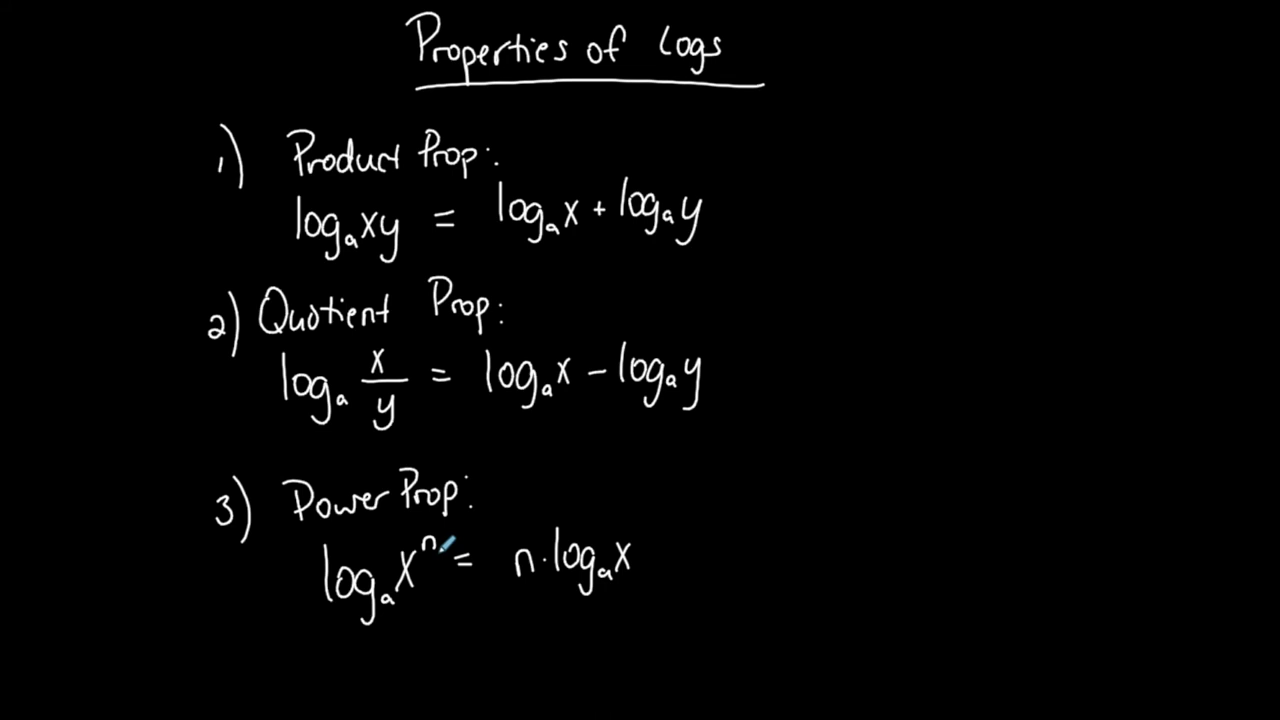 Properties of Logs
1) Product Prop:
logₐxy = logₐx + logₐy
2) Quotient Prop:
logₐ x/y = logₐx - logₐy
3) Power Prop:
logₐxⁿ = n·logₐx